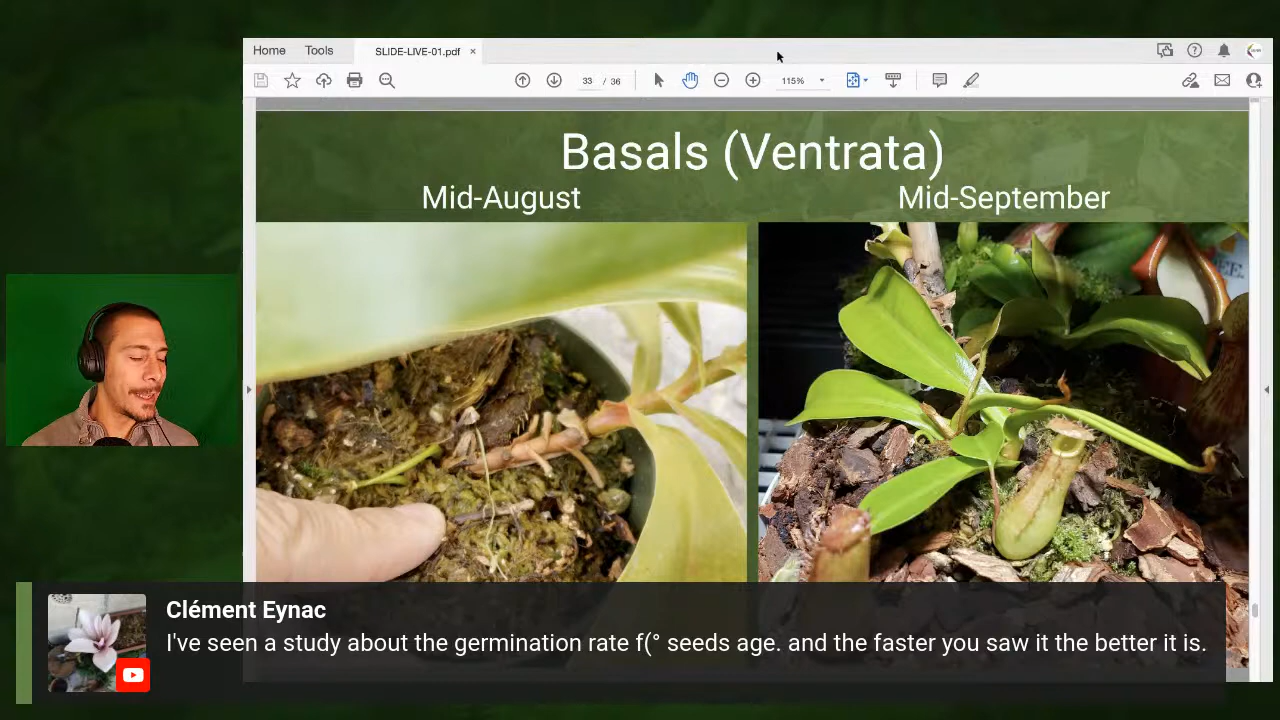 Home Tools SLIDE-LIVE-01.pdf ×
33 / 36 115%
Basals (Ventrata)
Mid-August Mid-September
Clément Eynac
I've seen a study about the germination rate f(° seeds age. and the faster you saw it the better it is.